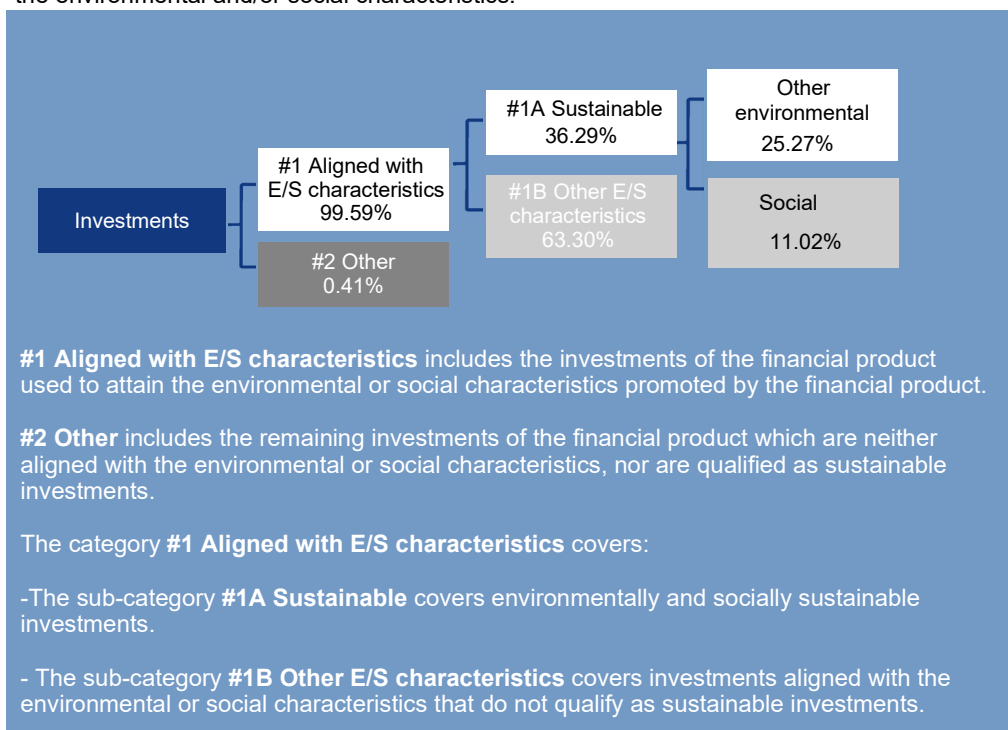 the environmental and/or social characteristics.
Investments
#1 Aligned with
E/S characteristics
99.59%
#2 Other
0.41%
#1A Sustainable
36.29%
#1B Other E/S
characteristics
63.30%
Other
environmental
25.27%
Social
11.02%
#1 Aligned with E/S characteristics includes the investments of the financial product
used to attain the environmental or social characteristics promoted by the financial product.
#2 Other includes the remaining investments of the financial product which are neither
aligned with the environmental or social characteristics, nor are qualified as sustainable
investments.
The category #1 Aligned with E/S characteristics covers:
-The sub-category #1A Sustainable covers environmentally and socially sustainable
investments.
- The sub-category #1B Other E/S characteristics covers investments aligned with the
environmental or social characteristics that do not qualify as sustainable investments.